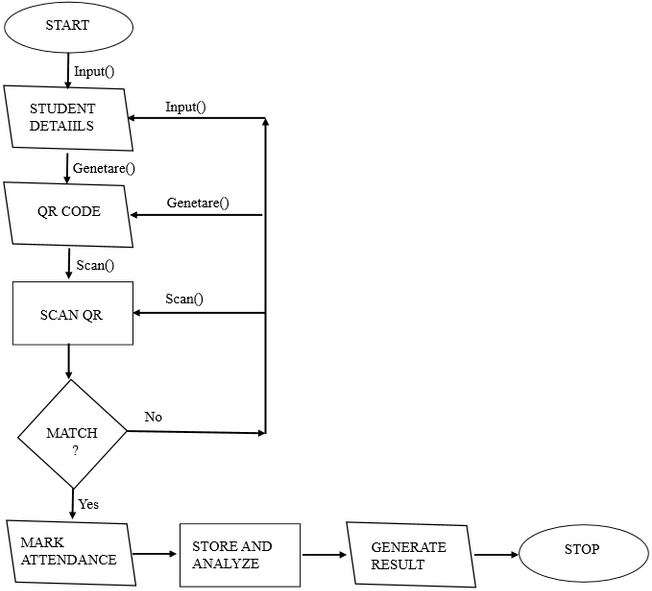 START
Input()
STUDENT
DETAIILS
Input()
Genetare()
Genetare()
QR CODE
Scan()
SCAN QR
Scan()
No
MATCH
?
Yes
MARK
ATTENDANCE
STORE AND
ANALYZE
GENERATE
RESULT
STOP